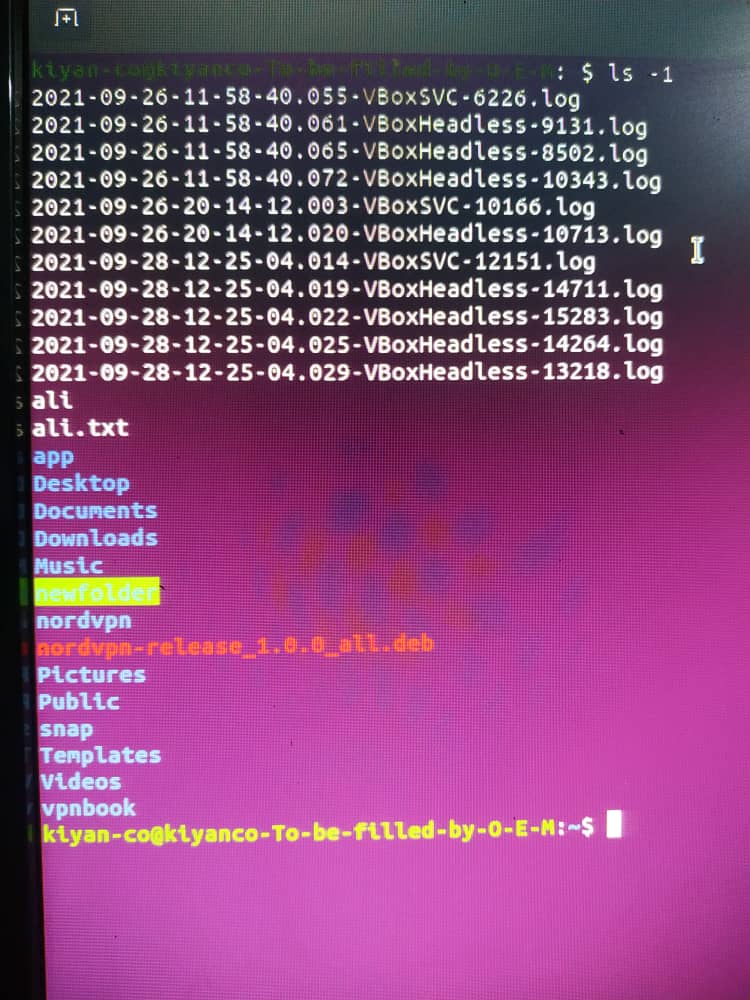 kiyan-co@kiyanco-To-be-filled-by-O-E-M: $ ls -1
2021-09-26-11-58-40.055-VBoxSVC-6226.log
2021-09-26-11-58-40.061-VBoxHeadless-9131.log
2021-09-26-11-58-40.065-VBoxHeadless-8502.log
2021-09-26-11-58-40.072-VBoxHeadless-10343.log
2021-09-26-20-14-12.003-VBoxSVC-10166.log
2021-09-26-20-14-12.020-VBoxHeadless-10713.log
2021-09-28-12-25-04.014-VBoxSVC-12151.log
2021-09-28-12-25-04.019-VBoxHeadless-14711.log
2021-09-28-12-25-04.022-VBoxHeadless-15283.log
2021-09-28-12-25-04.025-VBoxHeadless-14264.log
2021-09-28-12-25-04.029-VBoxHeadless-13218.log
ali
ali.txt
app
Desktop
Documents
Downloads
Music
newfolder
nordvpn
nordvpn-release_1.0.0_all.deb
Pictures
Public
snap
Templates
Videos
vpnbook
kiyan-co@kiyanco-To-be-filled-by-O-E-M:~$